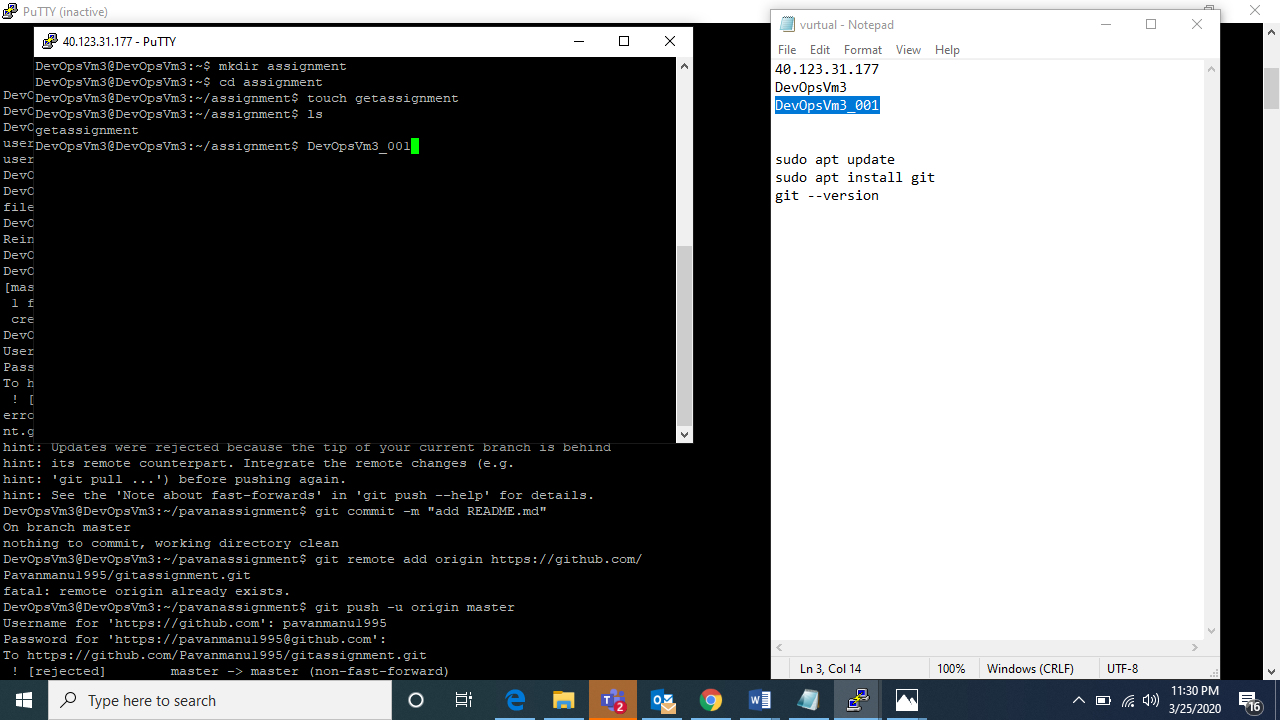 PuTTY (inactive)
40.123.31.177 - PuTTY
DevOpsVm3@DevOpsVm3:~$ mkdir assignment
DevOpsVm3@DevOpsVm3:~$ cd assignment
DevOpsVm3@DevOpsVm3:~/assignment$ touch getassignment
DevOpsVm3@DevOpsVm3:~/assignment$ ls
getassignment
DevOpsVm3@DevOpsVm3:~/assignment$ DevOpsVm3_001
DevO
DevO
DevO
user
user
DevO
DevO
file
DevO
Rein
DevO
DevO
[mas
1 f
cre
DevO
User
Pass
To h
! [
erro
nt.g
hint: Updates were rejected because the tip of your current branch is behind
hint: its remote counterpart. Integrate the remote changes (e.g.
hint: 'git pull ...') before pushing again.
hint: See the 'Note about fast-forwards' in 'git push --help' for details.
DevOpsVm3@DevOpsVm3:~/pavanassignment$ git commit -m "add README.md"
On branch master
nothing to commit, working directory clean
DevOpsVm3@DevOpsVm3:~/pavanassignment$ git remote add origin https://github.com/
Pavanmanu1995/gitassignment.git
fatal: remote origin already exists.
DevOpsVm3@DevOpsVm3:~/pavanassignment$ git push -u origin master
Username for 'https://github.com': pavanmanu1995
Password for 'https://pavanmanu1995@github.com':
To https://github.com/Pavanmanu1995/gitassignment.git
! [rejected] master -> master (non-fast-forward)
vurtual - Notepad
File Edit Format View Help
40.123.31.177
DevOpsVm3
DevOpsVm3_001
sudo apt update
sudo apt install git
git --version
Ln 3, Col 14 100% Windows (CRLF) UTF-8
Type here to search
2
11:30 PM
3/25/2020
16